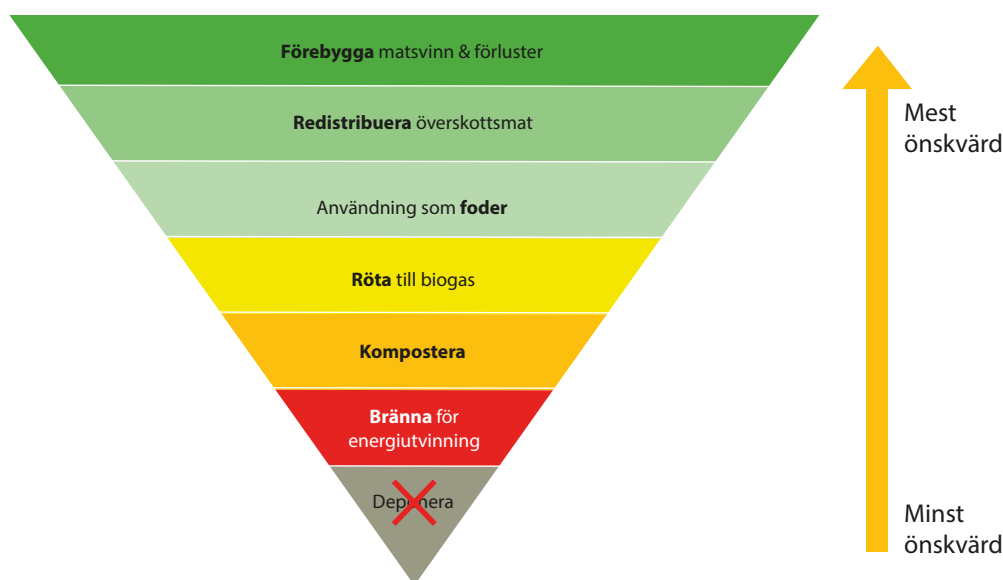 Förebygga matsvinn & förluster
Mest
önskvärd
Redistribuera överskottsmat
Användning som foder
Röta till biogas
Kompostera
Bränna för
energiutvinning
Deponera
Minst
önskvärd